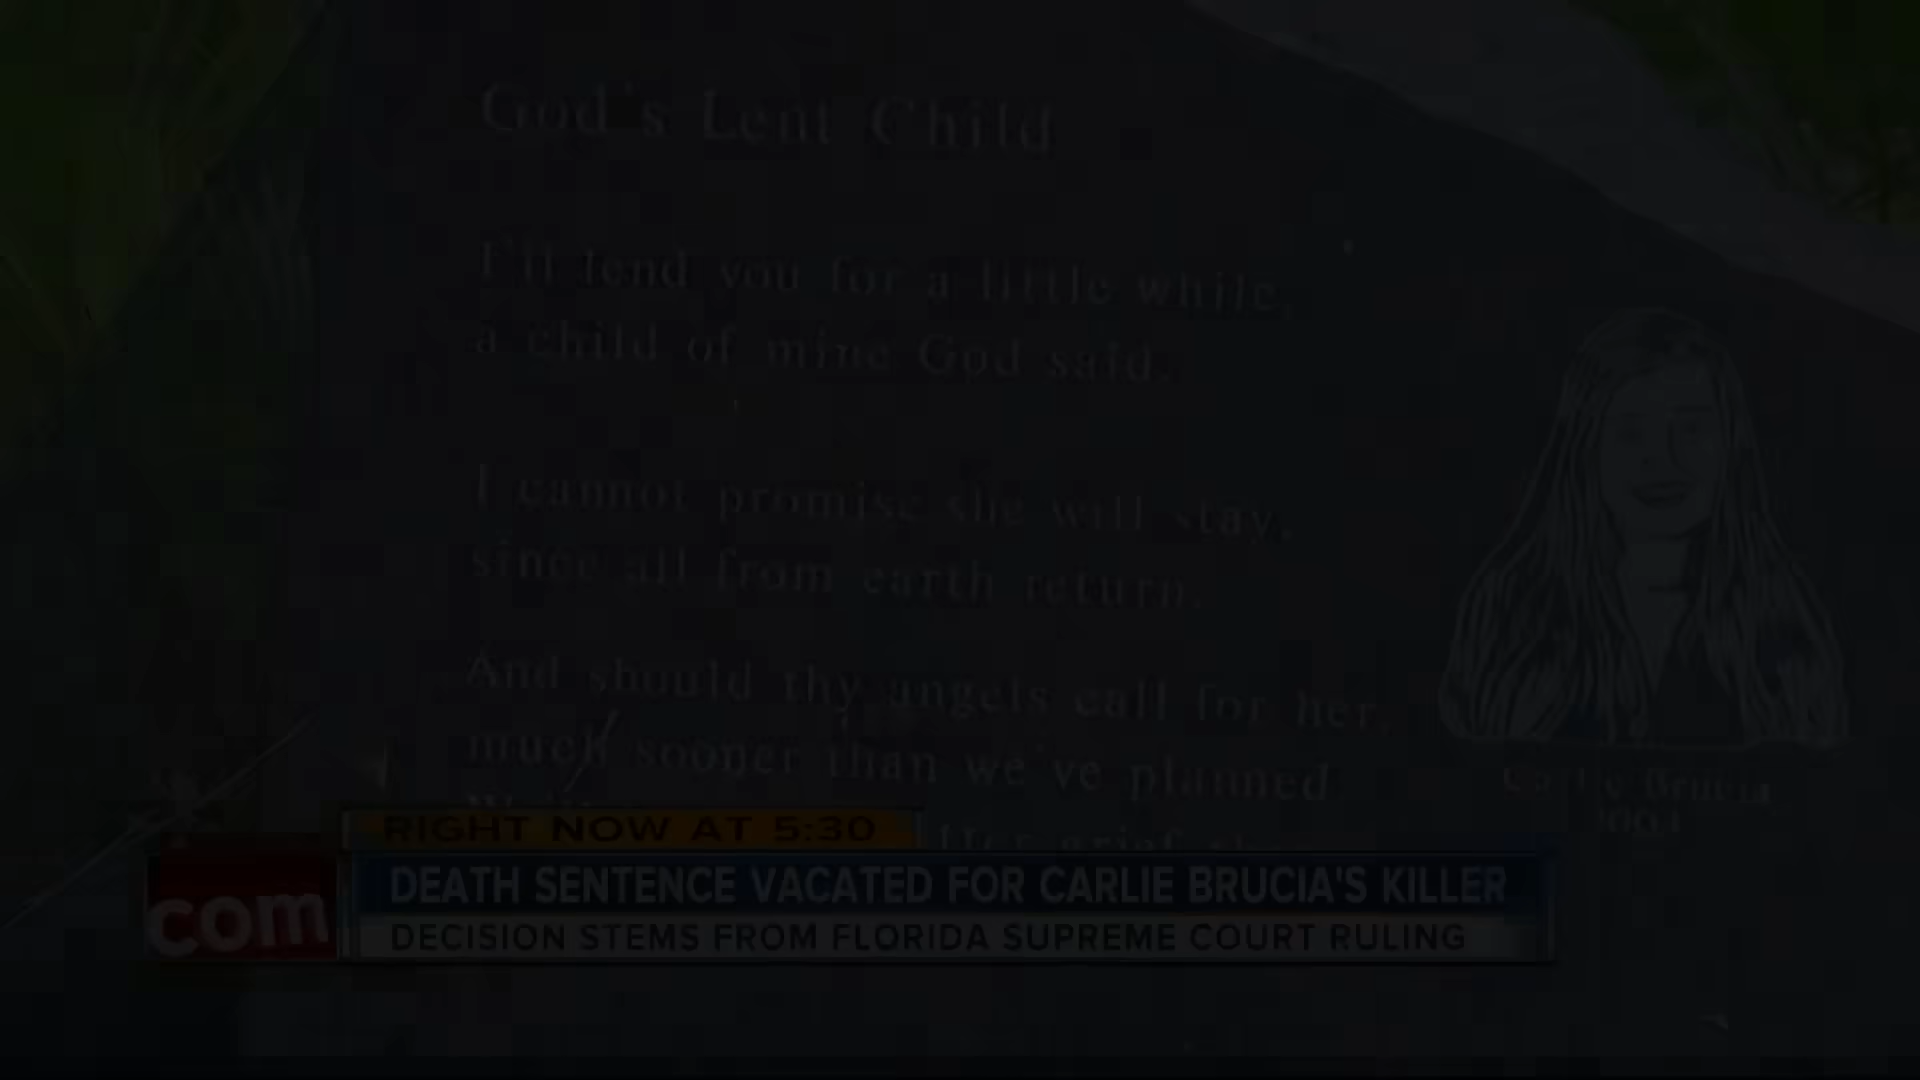 God's Lent Child
I'll lend you for a little while,
a child of mine God said.
I cannot promise she will stay,
since all from earth return.
And should thy angels call for her,
much sooner than we've planned
Her grief
Brucia
RIGHT NOW AT 5:30
com
DEATH SENTENCE VACATED FOR CARLIE BRUCIA'S KILLER
DECISION STEMS FROM FLORIDA SUPREME COURT RULING